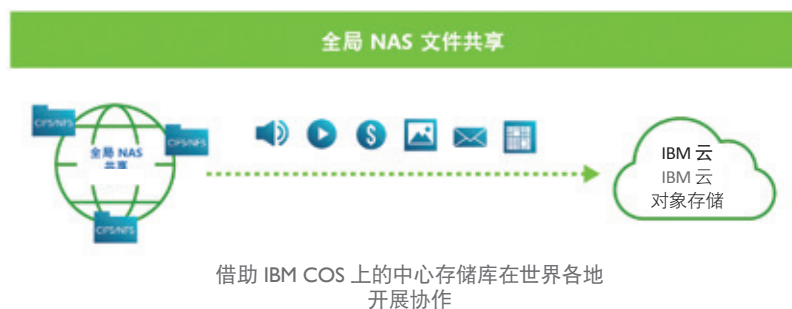 全局 NAS 文件共享
CIFS/NFS
CIFS/NFS
全局 NAS
共享
CIFS/NFS
IBM 云
IBM 云
对象存储
借助 IBM COS 上的中心存储库在世界各地
开展协作